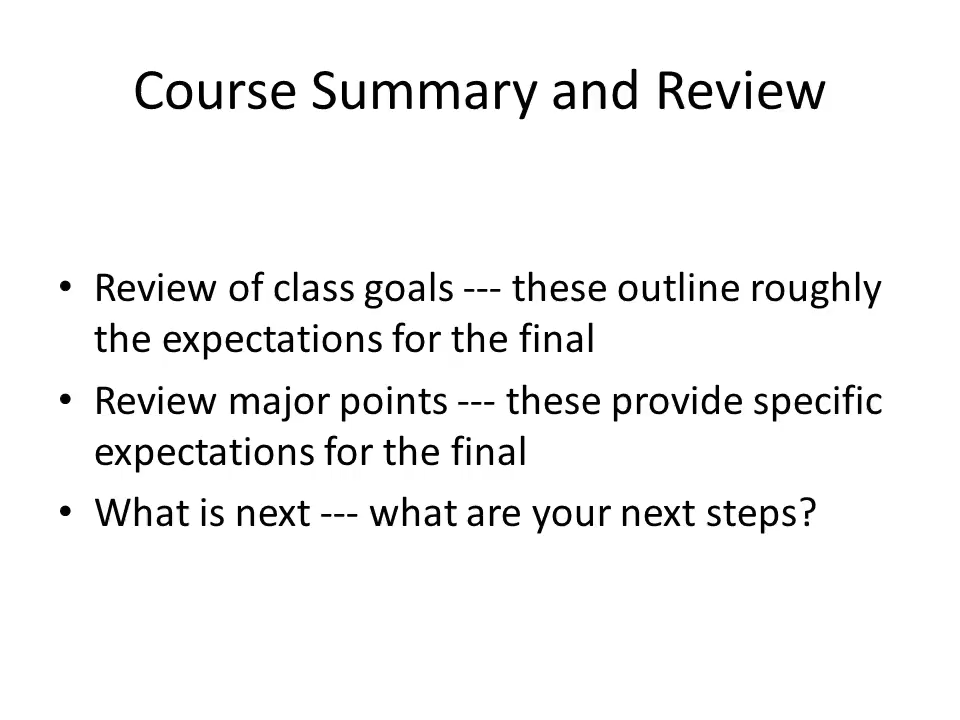 Course Summary and Review
• Review of class goals --- these outline roughly
the expectations for the final
• Review major points --- these provide specific
expectations for the final
• What is next --- what are your next steps?